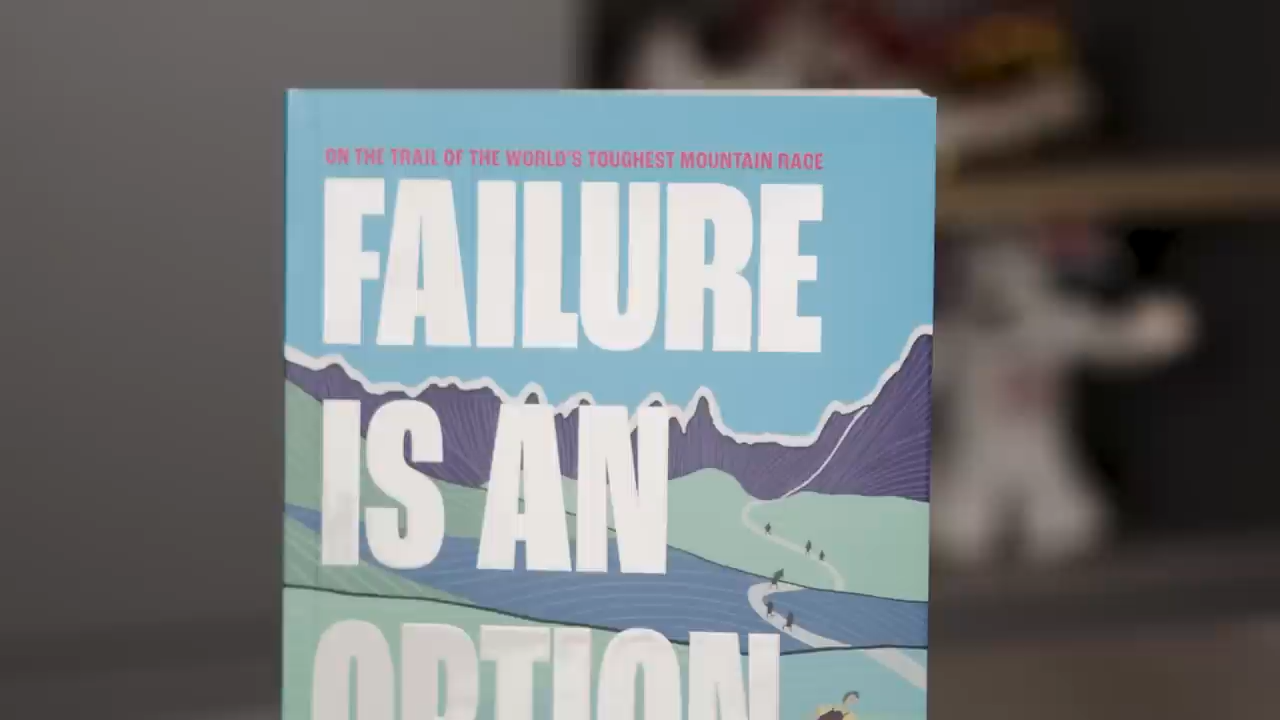 ON THE TRAIL OF THE WORLD'S TOUGHEST MOUNTAIN RACE
FAILURE
IS AN
OPTION